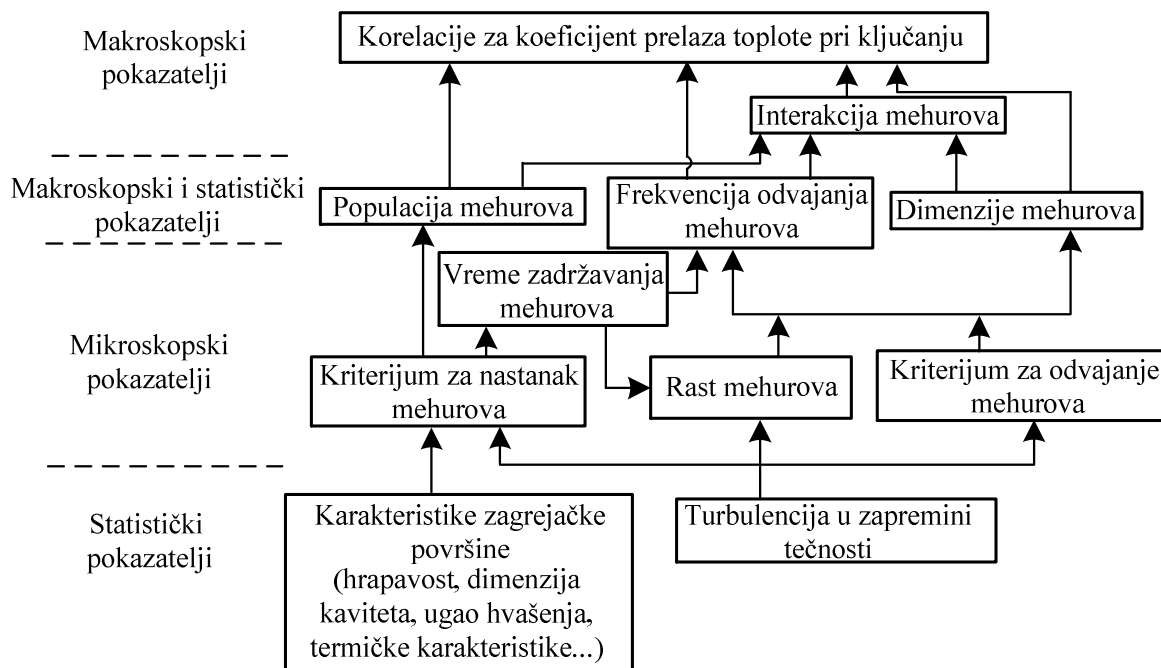 Makroskopski
pokazatelji
Korelacije za koeficijent prelaza toplote pri ključanju
Interakcija mehurova
Makroskopski i statistički
pokazatelji
Populacija mehurova
Frekvencija odvajanja
mehurova
Dimenzije mehurova
Mikroskopski
pokazatelji
Vreme zadržavanja
mehurova
Kriterijum za nastanak
mehurova
Rast mehurova
Kriterijum za odvajanje
mehurova
Statistički
pokazatelji
Karakteristike zagrejačke
površine
(hrapavost, dimenzija
kaviteta, ugao hvašenja,
termičke karakteristike...)
Turbulencija u zapremini
tečnosti